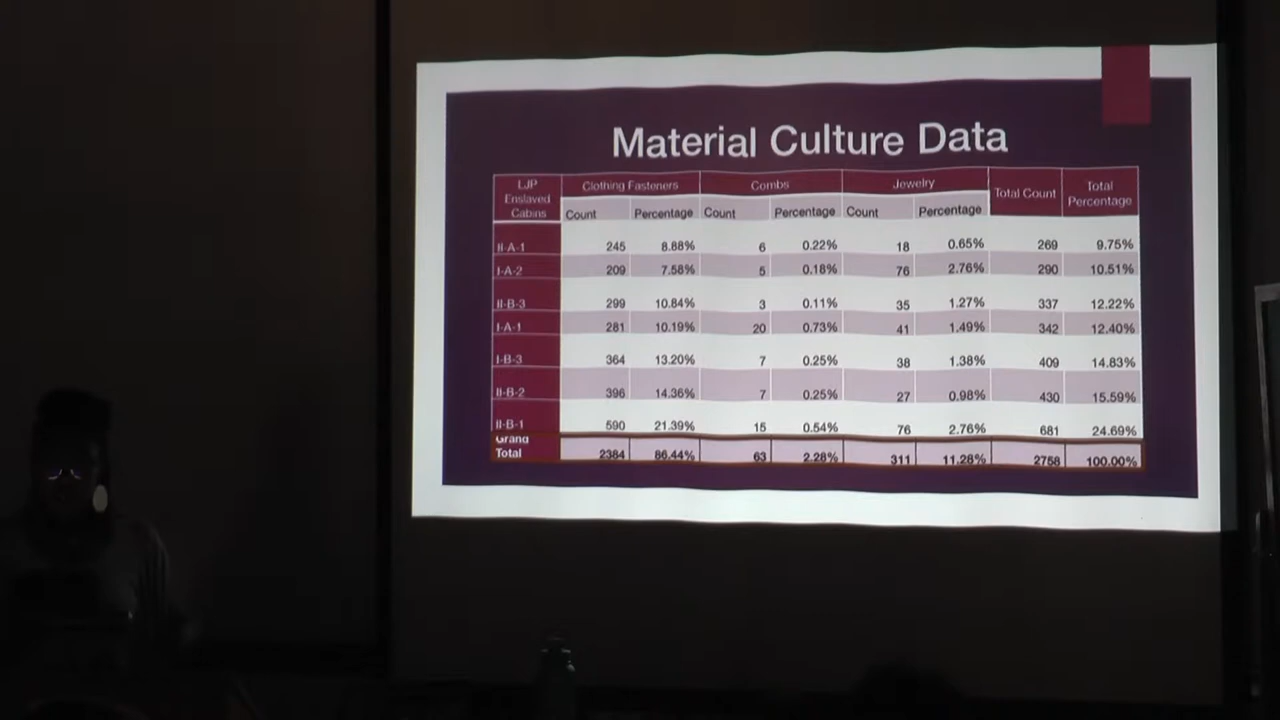 Material Culture Data
LJP Enslaved Cabins Clothing Fasteners Combs Jewelry Total Count Total Percentage
Count Percentage Count Percentage Count Percentage
II-A-1 245 8.88% 6 0.22% 18 0.65% 269 9.75%
I-A-2 209 7.58% 5 0.18% 76 2.76% 290 10.51%
II-B-3 299 10.84% 3 0.11% 35 1.27% 337 12.22%
I-A-1 281 10.19% 20 0.73% 41 1.49% 342 12.40%
I-B-3 364 13.20% 7 0.25% 38 1.38% 409 14.83%
II-B-2 396 14.36% 7 0.25% 27 0.98% 430 15.59%
II-B-1 590 21.39% 15 0.54% 76 2.76% 681 24.69%
Grand Total 2384 86.44% 63 2.28% 311 11.28% 2758 100.00%